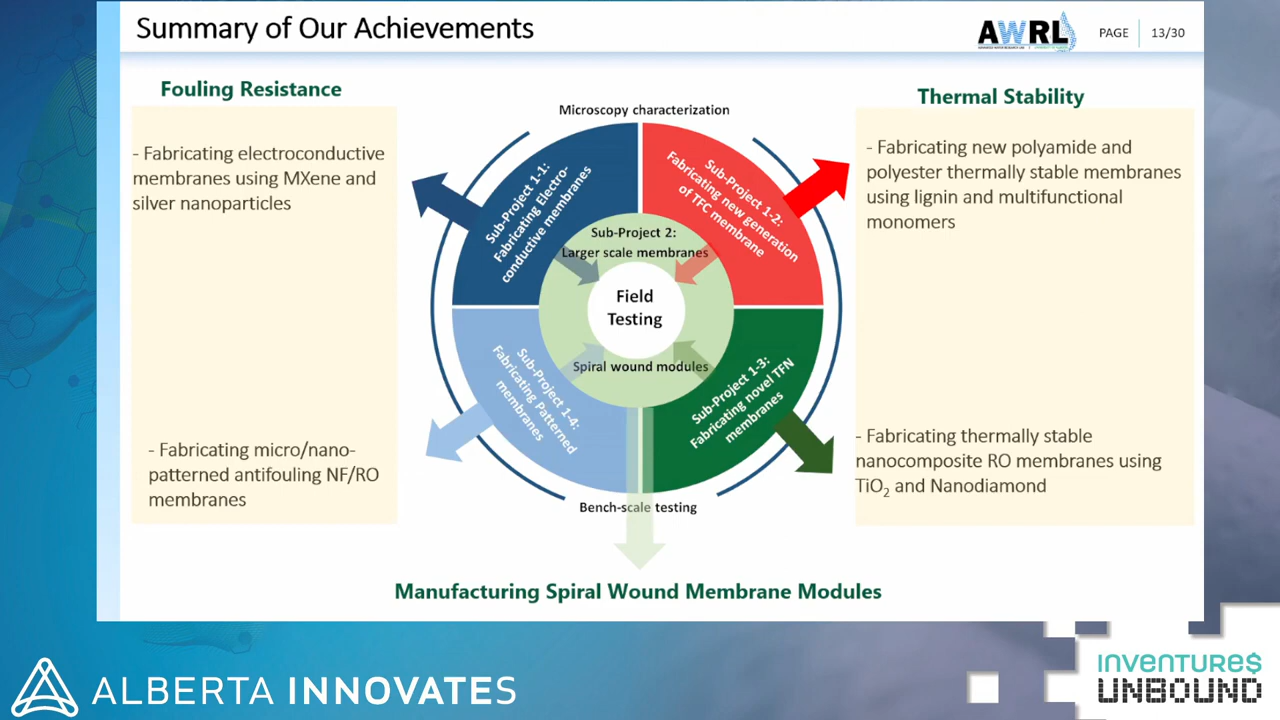 Summary of Our Achievements
AWRL
PAGE
13/30
Fouling Resistance
- Fabricating electroconductive
membranes using MXene and
silver nanoparticles
- Fabricating micro/nano-
patterned antifouling NF/RO
membranes
Microscopy characterization
Sub-Project 1-1:
Fabricating Electro-
conductive membranes
Sub-Project 1-2:
Fabricating new generation
of TFC membrane
Sub-Project 2:
Larger scale membranes
Field
Testing
Spiral wound modules
Sub-Project 1-4:
Fabricating Patterned
membranes
Sub-Project 1-3:
Fabricating novel TFN
membranes
Bench-scale testing
Thermal Stability
- Fabricating new polyamide and
polyester thermally stable membranes
using lignin and multifunctional
monomers
- Fabricating thermally stable
nanocomposite RO membranes using
TiO₂ and Nanodiamond
Manufacturing Spiral Wound Membrane Modules
ALBERTA INNOVATES
INVENTURE$
UNBOUND